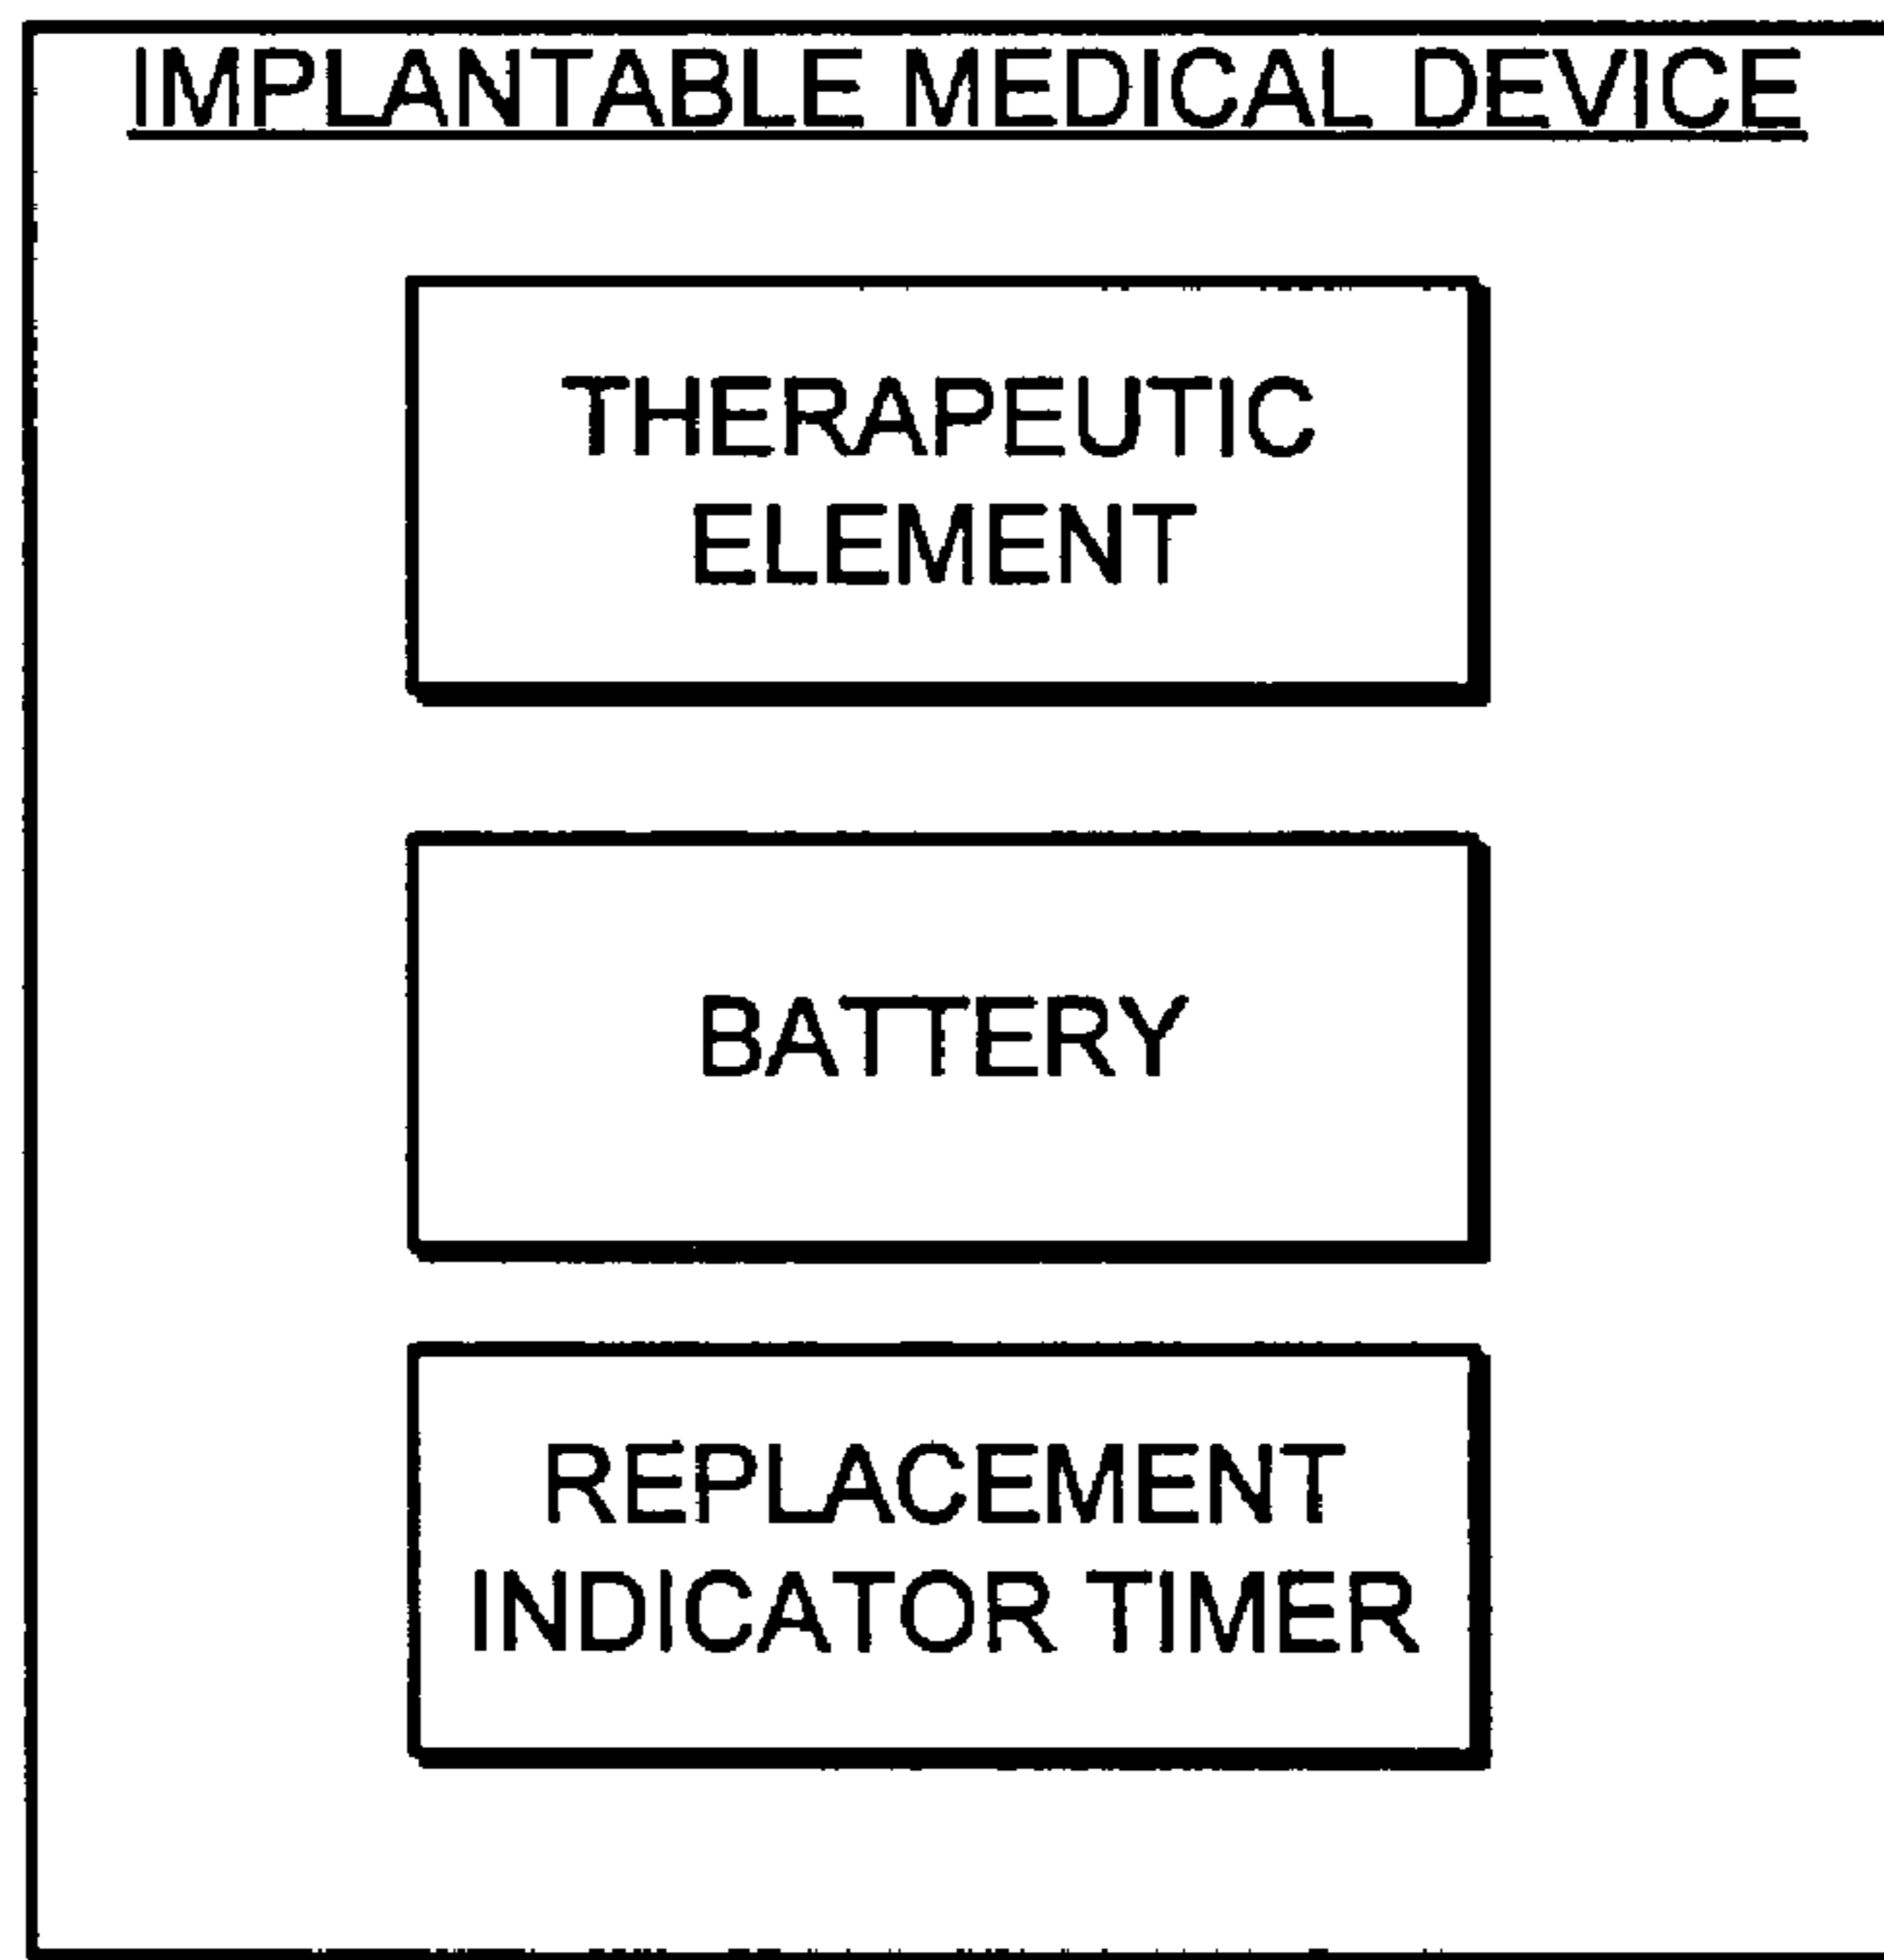 IMPLANTABLE MEDICAL DEVICE
THERAPEUTIC
ELEMENT
BATTERY
REPLACEMENT
INDICATOR TIMER